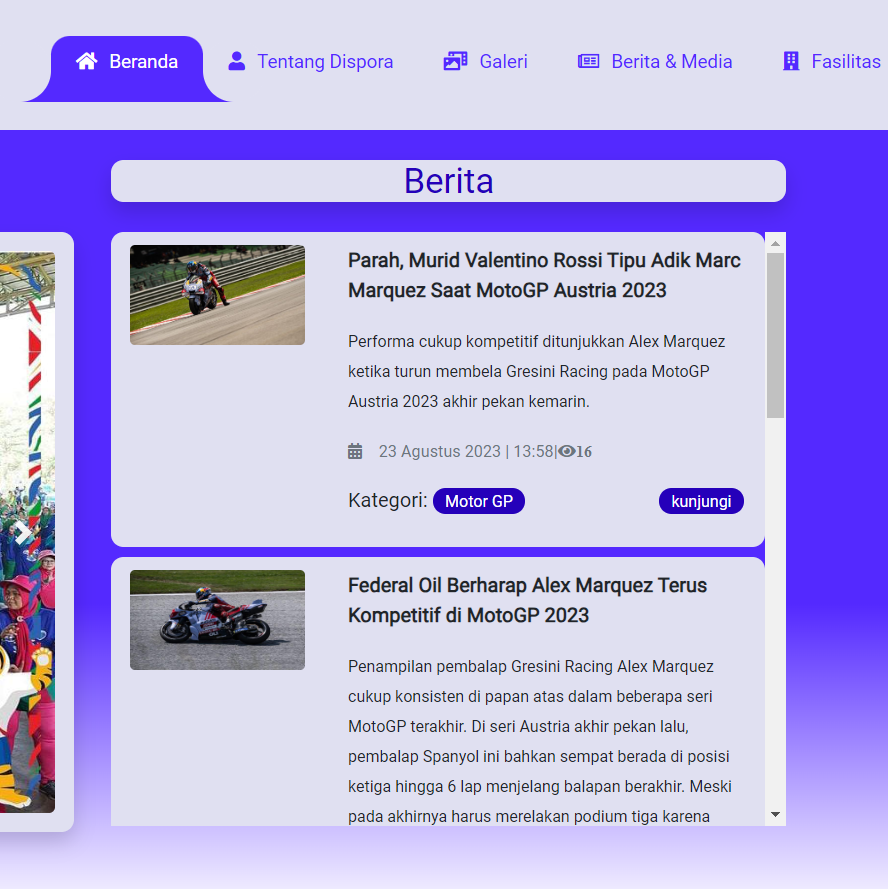 Beranda
Tentang Dispora
Galeri
Berita & Media
Fasilitas
Berita
Parah, Murid Valentino Rossi Tipu Adik Marc
Marquez Saat MotoGP Austria 2023
Performa cukup kompetitif ditunjukkan Alex Marquez
ketika turun membela Gresini Racing pada MotoGP
Austria 2023 akhir pekan kemarin.
23 Agustus 2023 | 13:58|16
Kategori: Motor GP kunjungi
Federal Oil Berharap Alex Marquez Terus
Kompetitif di MotoGP 2023
Penampilan pembalap Gresini Racing Alex Marquez
cukup konsisten di papan atas dalam beberapa seri
MotoGP terakhir. Di seri Austria akhir pekan lalu,
pembalap Spanyol ini bahkan sempat berada di posisi
ketiga hingga 6 lap menjelang balapan berakhir. Meski
pada akhirnya harus merelakan podium tiga karena